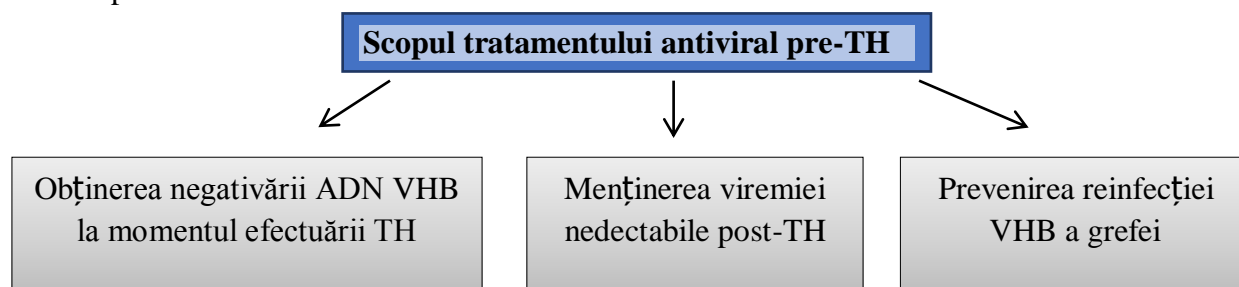 Scopul tratamentului antiviral pre-TH
Obținerea negativării ADN VHB
la momentul efectuării TH
Menținerea viremiei
nedectabile post-TH
Prevenirea reinfecției
VHB a grefei